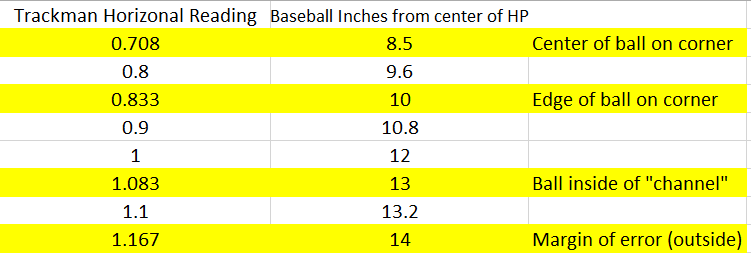 Trackman Horizonal Reading Baseball Inches from center of HP
0.708 8.5 Center of ball on corner
0.8 9.6
0.833 10 Edge of ball on corner
0.9 10.8
1 12
1.083 13 Ball inside of "channel"
1.1 13.2
1.167 14 Margin of error (outside)